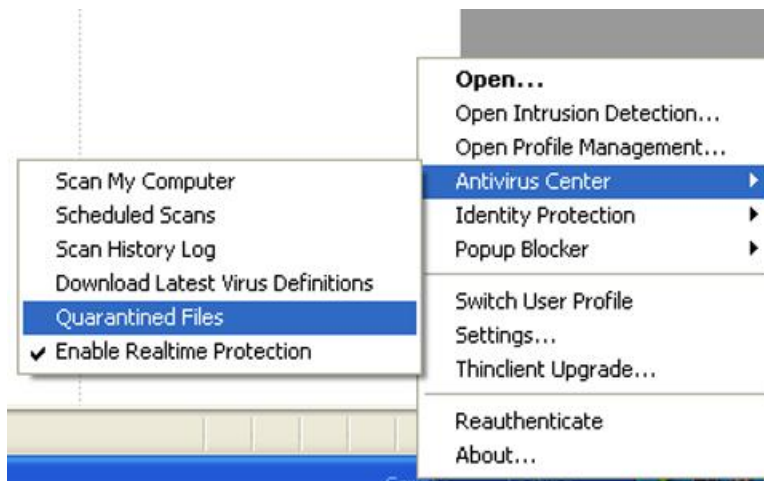 Open...
Open Intrusion Detection...
Open Profile Management...
Antivirus Center
Identity Protection
Popup Blocker
Switch User Profile
Settings...
Thinclient Upgrade...
Reauthenticate
About...
Scan My Computer
Scheduled Scans
Scan History Log
Download Latest Virus Definitions
Quarantined Files
Enable Realtime Protection